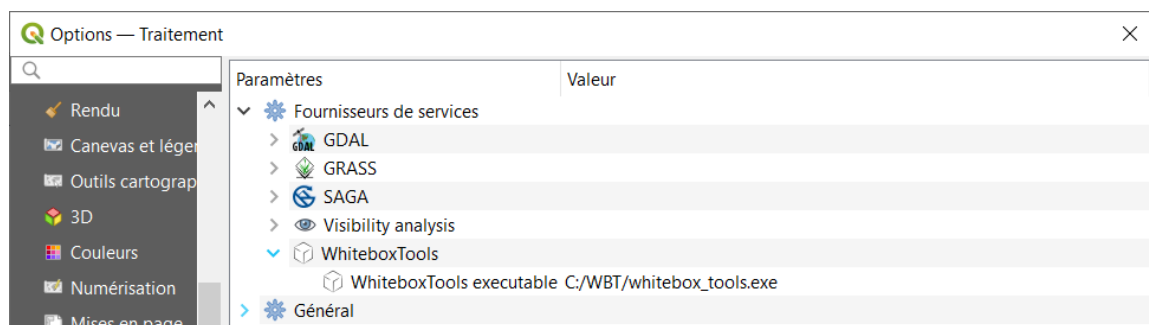 Options — Traitement
Paramètres Valeur
Rendu
Canevas et léger
Outils cartograp
3D
Couleurs
Numérisation
Mises en page
Fournisseurs de services
GDAL
GRASS
SAGA
Visibility analysis
WhiteboxTools
WhiteboxTools executable C:/WBT/whitebox_tools.exe
Général